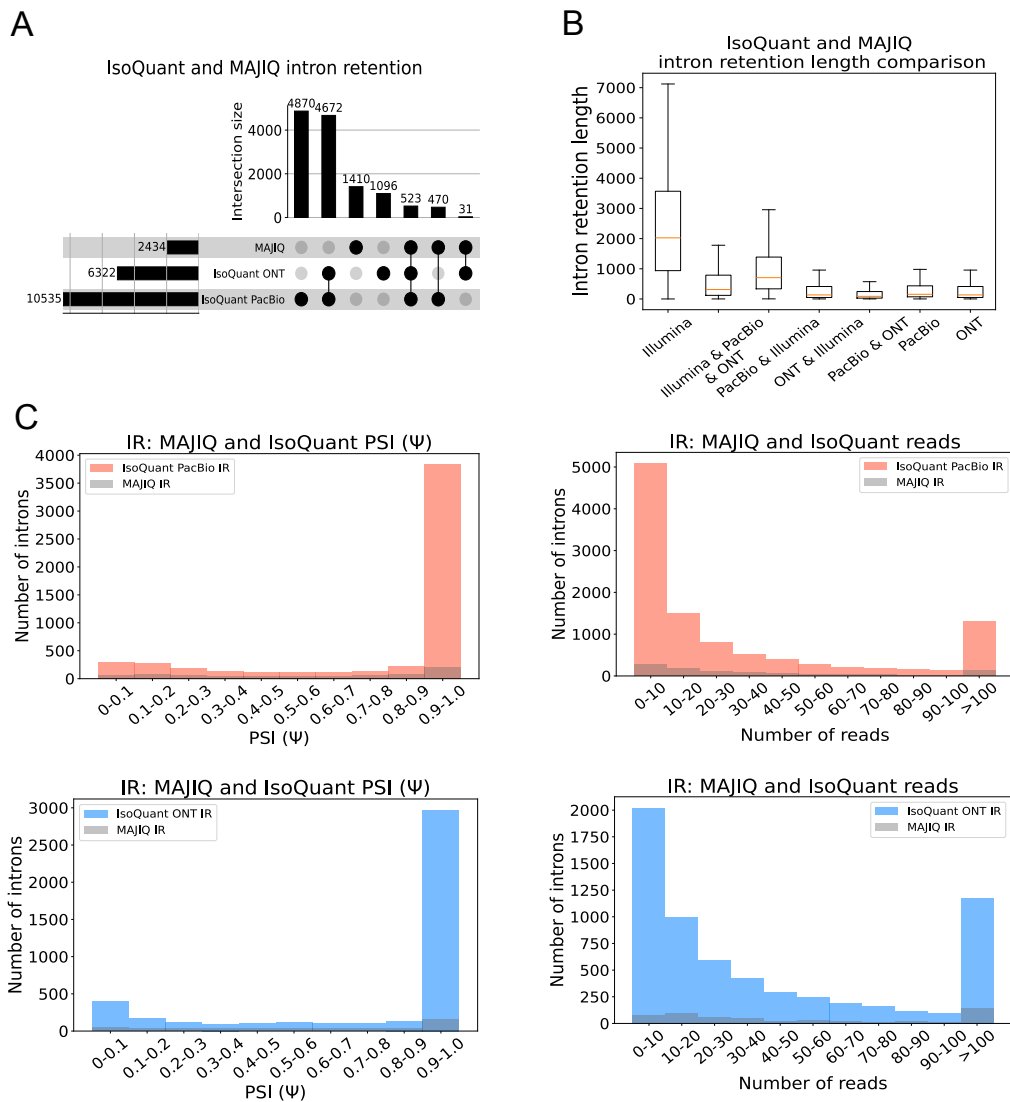 A
IsoQuant and MAJIQ intron retention
Intersection size
4000
2000
0
4870
4672
1410
1096
523
470
31
2434
MAJIQ
6322
IsoQuant ONT
10535
IsoQuant PacBio
B
IsoQuant and MAJIQ
intron retention length comparison
Intron retention length
7000
6000
5000
4000
3000
2000
1000
0
Illumina
Illumina & PacBio
& ONT
PacBio & Illumina
ONT & Illumina
PacBio & ONT
PacBio
ONT
C
IR: MAJIQ and IsoQuant PSI (Ψ)
IsoQuant PacBio IR
MAJIQ IR
Number of introns
4000
3500
3000
2500
2000
1500
1000
500
0
0-0.1
0.1-0.2
0.2-0.3
0.3-0.4
0.4-0.5
0.5-0.6
0.6-0.7
0.7-0.8
0.8-0.9
0.9-1.0
PSI (Ψ)
IR: MAJIQ and IsoQuant reads
IsoQuant PacBio IR
MAJIQ IR
Number of introns
5000
4000
3000
2000
1000
0
0-10
10-20
20-30
30-40
40-50
50-60
60-70
70-80
80-90
90-100
>100
Number of reads
IR: MAJIQ and IsoQuant PSI (Ψ)
IsoQuant ONT IR
MAJIQ IR
Number of introns
3000
2500
2000
1500
1000
500
0
0-0.1
0.1-0.2
0.2-0.3
0.3-0.4
0.4-0.5
0.5-0.6
0.6-0.7
0.7-0.8
0.8-0.9
0.9-1.0
PSI (Ψ)
IR: MAJIQ and IsoQuant reads
IsoQuant ONT IR
MAJIQ IR
Number of introns
2000
1750
1500
1250
1000
750
500
250
0
0-10
10-20
20-30
30-40
40-50
50-60
60-70
70-80
80-90
90-100
>100
Number of reads